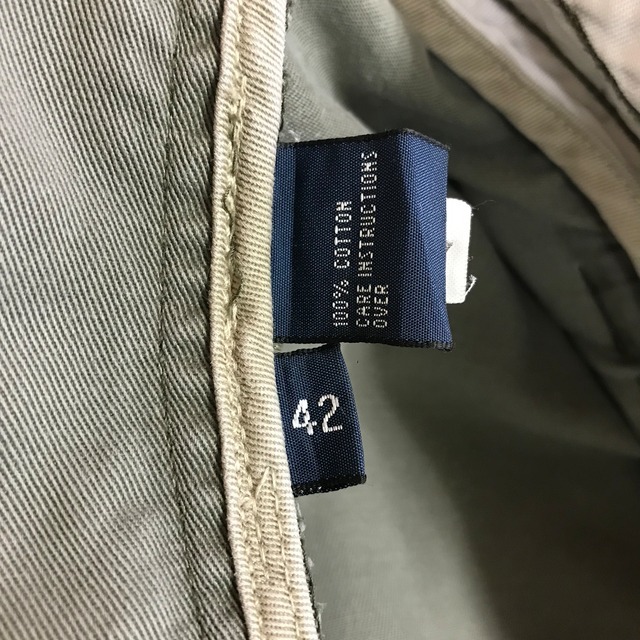 100% COTTON
CARE INSTRUCTIONS
OVER
42